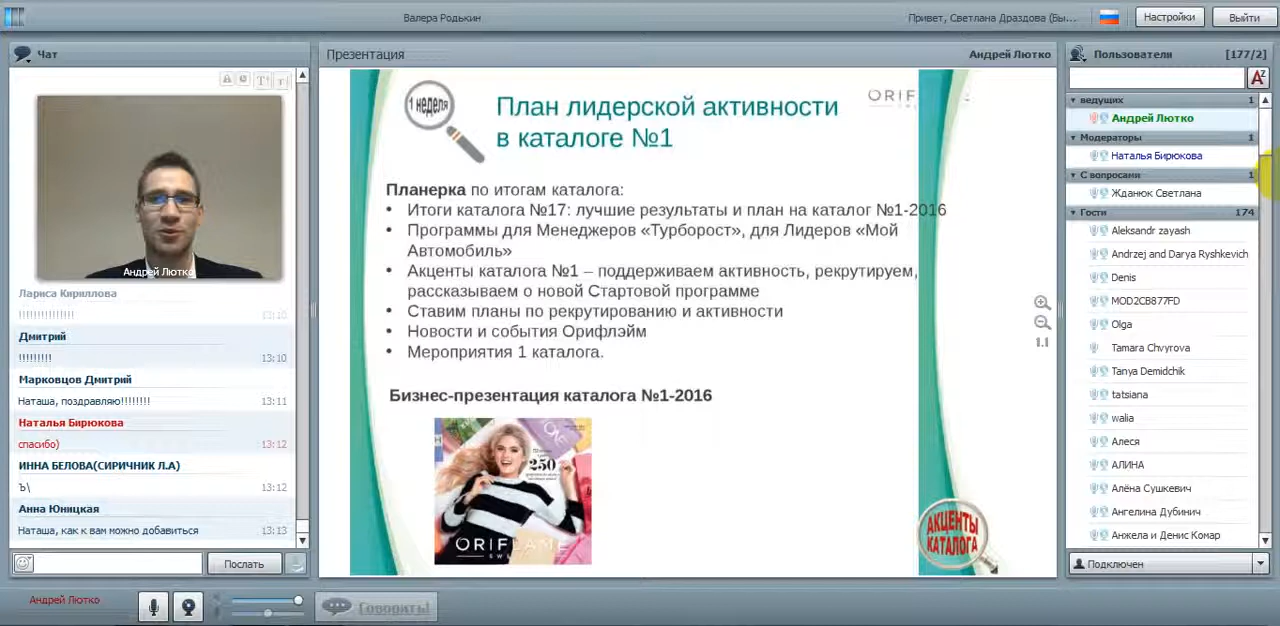 Валера Родькин
Привет, Светлана Драздова (Бы...
Настройки
Выйти
Чат
Андрей Лютко
Лариса Кириллова
!!!!!!!!!!!!!!!
13:10
Дмитрий
!!!!!!!!!
13:10
Марковцов Дмитрий
Наташа, поздравляю!!!!!!!!
13:11
Наталья Бирюкова
спасибо)
13:12
ИННА БЕЛОВА(СИРИЧНИК Л.А)
Ъ\
13:12
Анна Юницкая
Наташа, как к вам можно добавиться
13:13
Послать
Презентация
Андрей Лютко
1 неделя
План лидерской активности
в каталоге №1
ORIF
Планерка по итогам каталога:
• Итоги каталога №17: лучшие результаты и план на каталог №1-2016
• Программы для Менеджеров «Турборост», для Лидеров «Мой
Автомобиль»
• Акценты каталога №1 – поддерживаем активность, рекрутируем,
рассказываем о новой Стартовой программе
• Ставим планы по рекрутированию и активности
• Новости и события Орифлэйм
• Мероприятия 1 каталога.
Бизнес-презентация каталога №1-2016
250
ORIFLAME
АКЦЕНТЫ
КАТАЛОГА
1.1
Пользователи
[177/2]
ведущих
1
Андрей Лютко
Модераторы
1
Наталья Бирюкова
С вопросами
1
Жданюк Светлана
Гости
174
Aleksandr zayash
Andrzej and Darya Ryshkevich
Denis
MOD2CB877FD
Olga
Tamara Chvyrova
Tanya Demidchik
tatsiana
walia
Алеся
АЛИНА
Алёна Сушкевич
Ангелина Дубинич
Анжела и Денис Комар
Подключен
Андрей Лютко
Говорить!